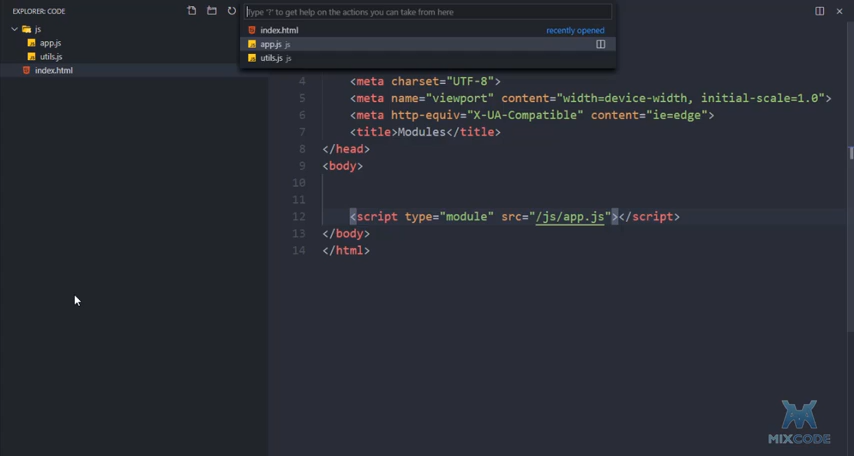 EXPLORER: CODE
js
app.js
utils.js
index.html
Type '?' to get help on the actions you can take from here
index.html recently opened
app.js js
utils.js js
4 <meta charset="UTF-8">
5 <meta name="viewport" content="width=device-width, initial-scale=1.0">
6 <meta http-equiv="X-UA-Compatible" content="ie=edge">
7 <title>Modules</title>
8 </head>
9 <body>
10
11
12 <script type="module" src="/js/app.js"></script>
13 </body>
14 </html>
MIXCODE